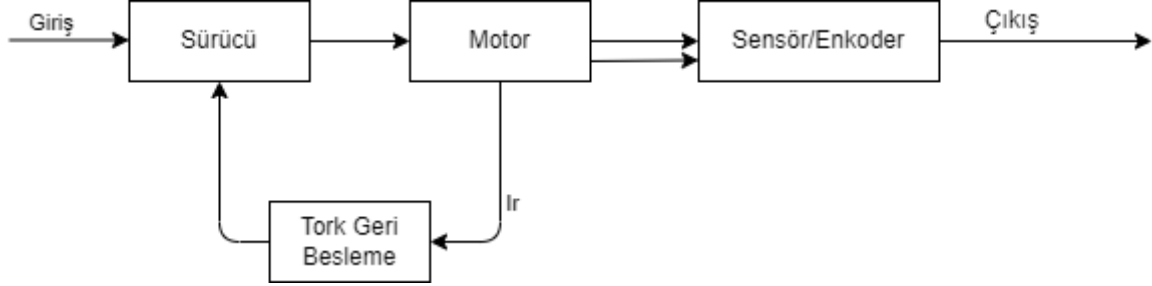 Giriş
Sürücü
Motor
Sensör/Enkoder
Çıkış
Ir
Tork Geri
Besleme